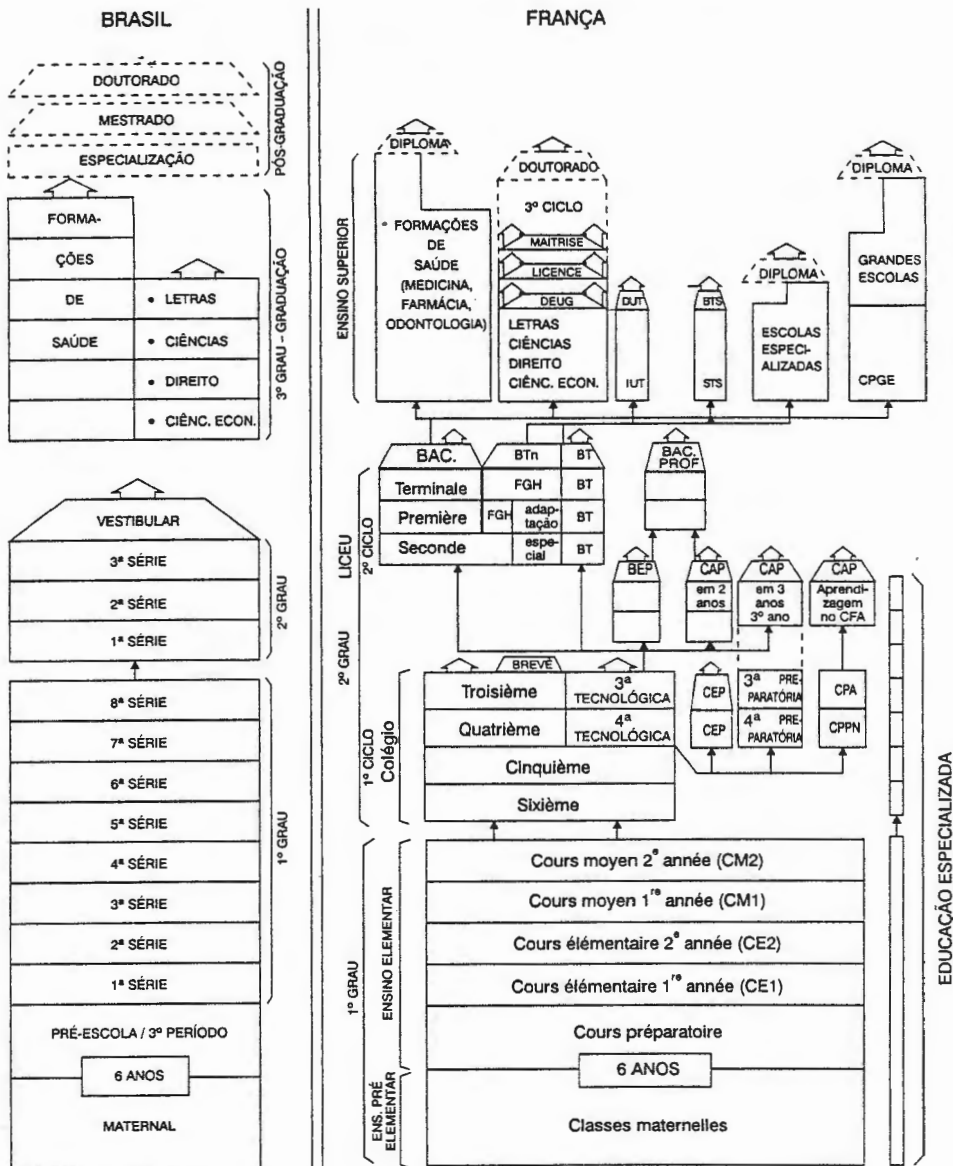 BRASIL
DOUTORADO
MESTRADO
ESPECIALIZAÇÃO
PÓS-GRADUAÇÃO
FORMA-
ÇÕES
DE
SAÚDE
• LETRAS
• CIÊNCIAS
• DIREITO
• CIÊNC. ECON.
3º GRAU – GRADUAÇÃO
VESTIBULAR
3ª SÉRIE
2ª SÉRIE
1ª SÉRIE
2º GRAU
8ª SÉRIE
7ª SÉRIE
6ª SÉRIE
5ª SÉRIE
4ª SÉRIE
3ª SÉRIE
2ª SÉRIE
1ª SÉRIE
1º GRAU
PRÉ-ESCOLA / 3º PERÍODO
6 ANOS
MATERNAL
FRANÇA
ENSINO SUPERIOR
DIPLOMA
FORMAÇÕES
DE
SAÚDE
(MEDICINA,
FARMÁCIA,
ODONTOLOGIA)
DOUTORADO
3º CICLO
MAITRISE
LICENCE
DEUG
LETRAS
CIÊNCIAS
DIREITO
CIÊNC. ECON.
DUT
IUT
BTS
STS
DIPLOMA
ESCOLAS
ESPECI-
ALIZADAS
DIPLOMA
GRANDES
ESCOLAS
CPGE
2º GRAU
LICEU
2º CICLO
BAC.
BTn
BT
Terminale
FGH
BT
Première
FGH
adap-
tação
BT
Seconde
espe-
cial
BT
BAC.
PROF
BEP
CAP
em 2
anos
CAP
em 3
anos
3º ano
CAP
Aprendi-
zagem
no CFA
1º CICLO
Colégio
BREVÊ
Troisième
3ª
TECNOLÓGICA
Quatrième
4ª
TECNOLÓGICA
Cinquième
Sixième
CEP
CEP
3ª PRE-
PARATÓRIA
4ª PRE-
PARATÓRIA
CPA
CPPN
1º GRAU
ENSINO ELEMENTAR
Cours moyen 2e année (CM2)
Cours moyen 1re année (CM1)
Cours élémentaire 2e année (CE2)
Cours élémentaire 1re année (CE1)
Cours préparatoire
6 ANOS
ENS. PRÉ
ELEMENTAR
Classes maternelles
EDUCAÇÃO ESPECIALIZADA